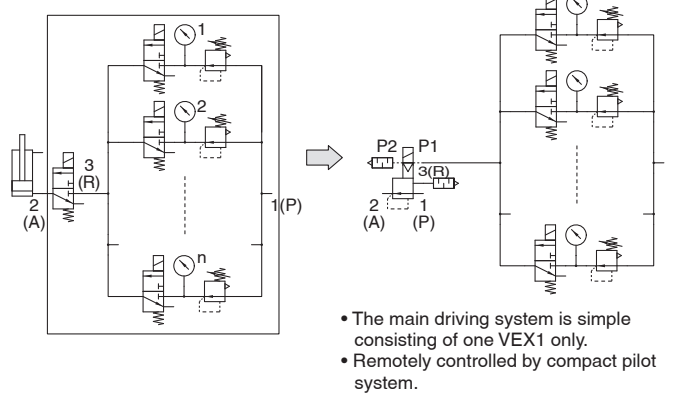 1
2
3
(R)
2
(A)
1(P)
n
P2
P1
3(R)
2
(A)
1
(P)
• The main driving system is simple
consisting of one VEX1 only.
• Remotely controlled by compact pilot
system.